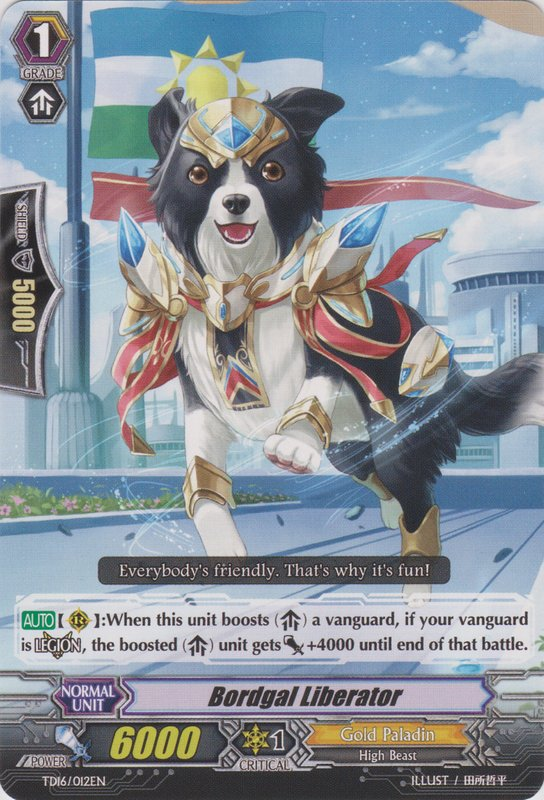 1
GRADE
SHIELD
5000
Everybody's friendly. That's why it's fun!
AUTO【 R 】:When this unit boosts ( ) a vanguard, if your vanguard
is LEGION, the boosted ( ) unit gets +4000 until end of that battle.
NORMAL
UNIT
Bordgal Liberator
POWER
6000
1
CRITICAL
Gold Paladin
High Beast
TD16/012EN
ILLUST / 田所哲平